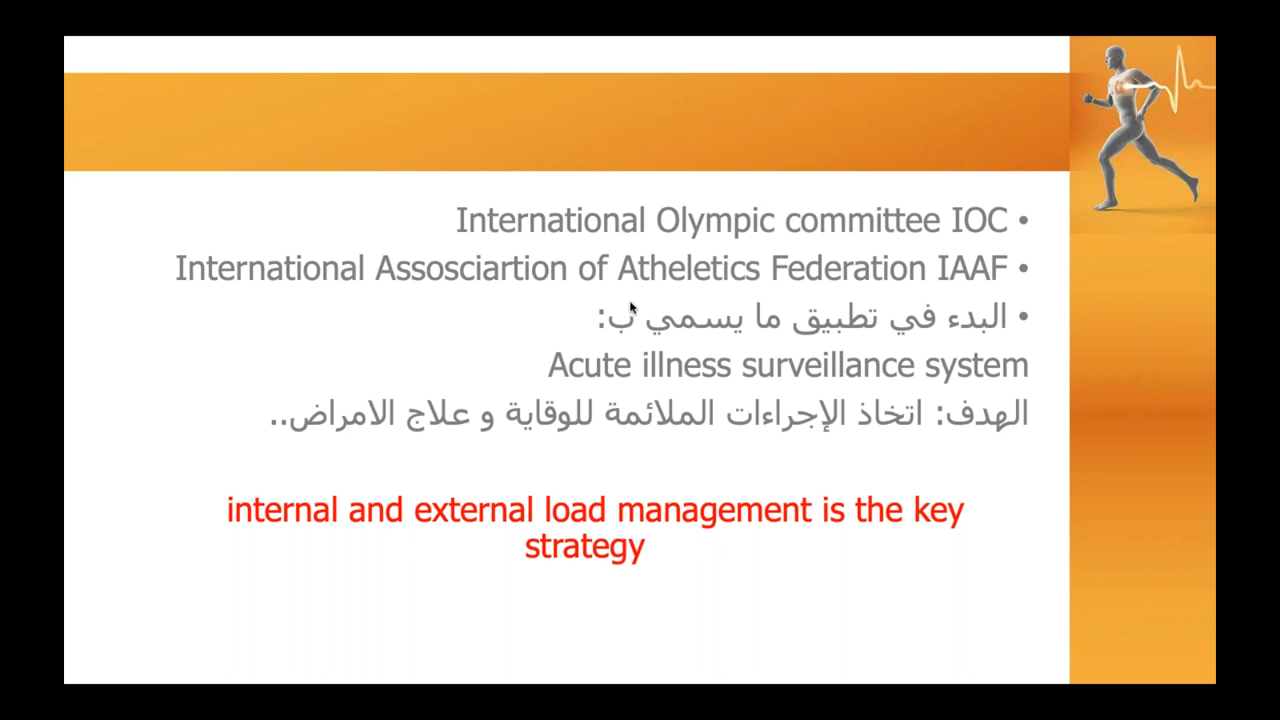 • International Olympic committee IOC
• International Assosciartion of Atheletics Federation IAAF
• البدء في تطبيق ما يسمي ب:
Acute illness surveillance system
الهدف: اتخاذ الإجراءات الملائمة للوقاية و علاج الامراض..
internal and external load management is the key
strategy